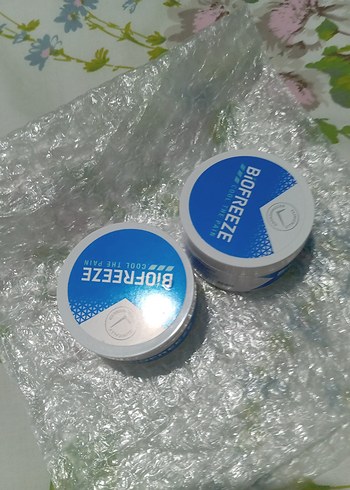 BIOFREEZE
COOL THE PAIN
BIOFREEZE
COOL THE PAIN